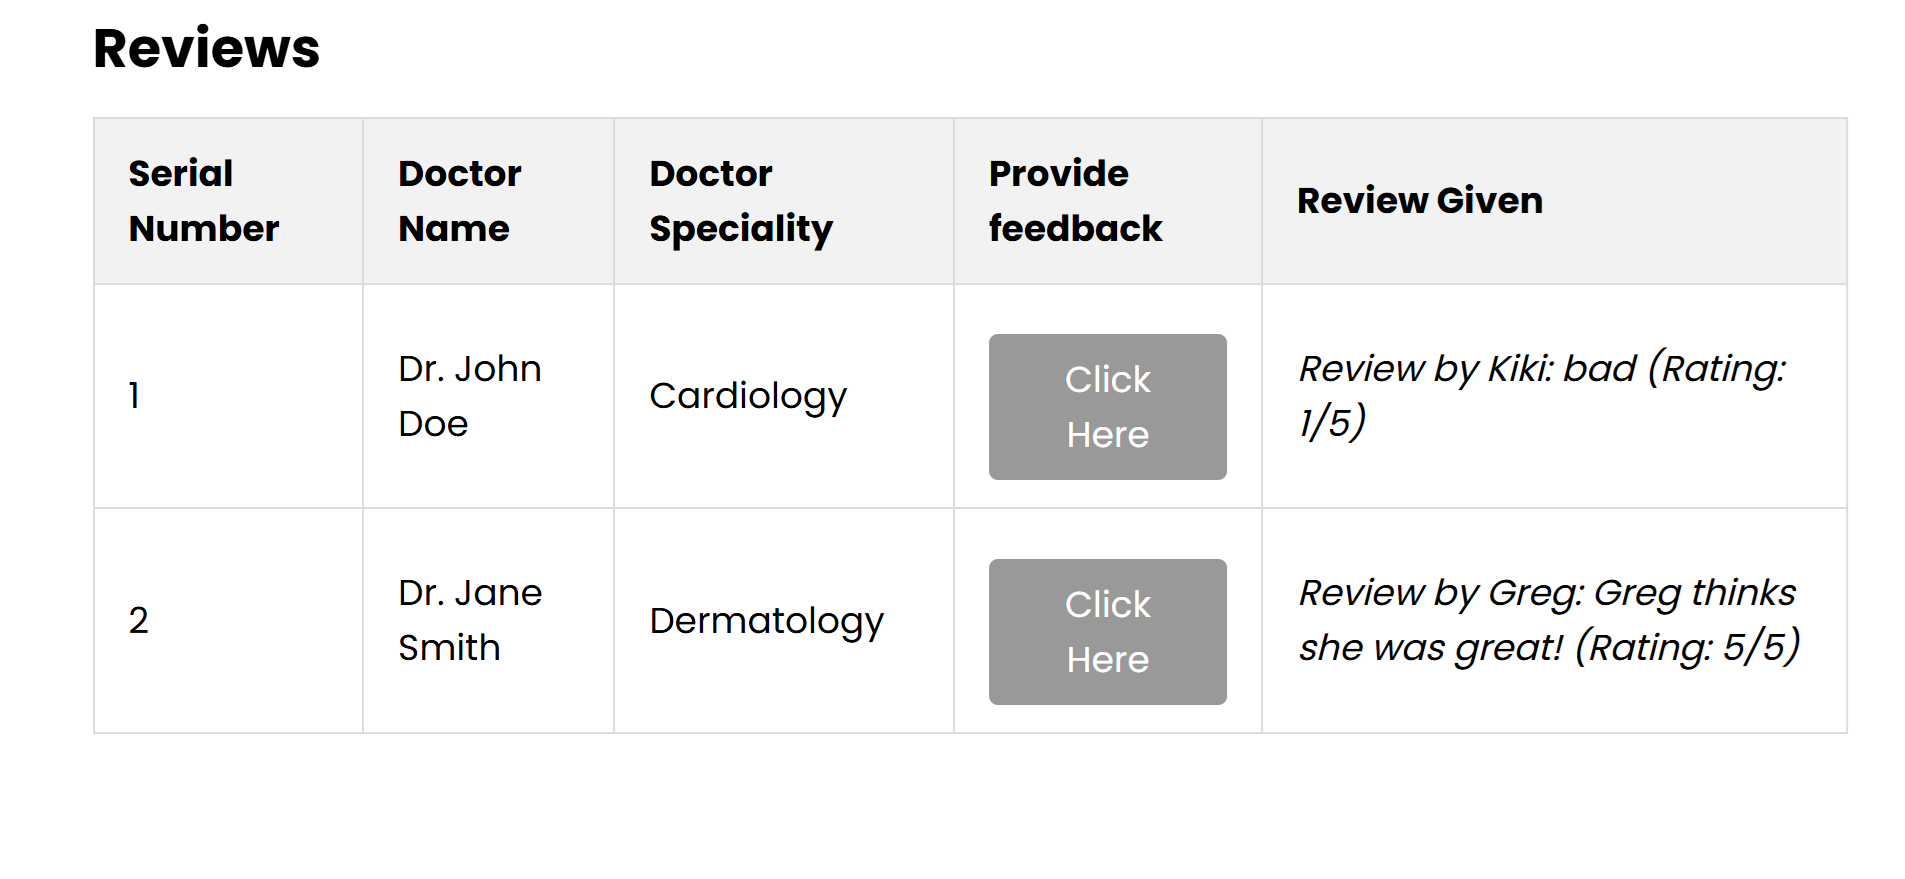 Reviews
Serial
Number
Doctor
Name
Doctor
Speciality
Provide
feedback
Review Given
1
Dr. John
Doe
Cardiology
Click
Here
Review by Kiki: bad (Rating:
1/5)
2
Dr. Jane
Smith
Dermatology
Click
Here
Review by Greg: Greg thinks
she was great! (Rating: 5/5)